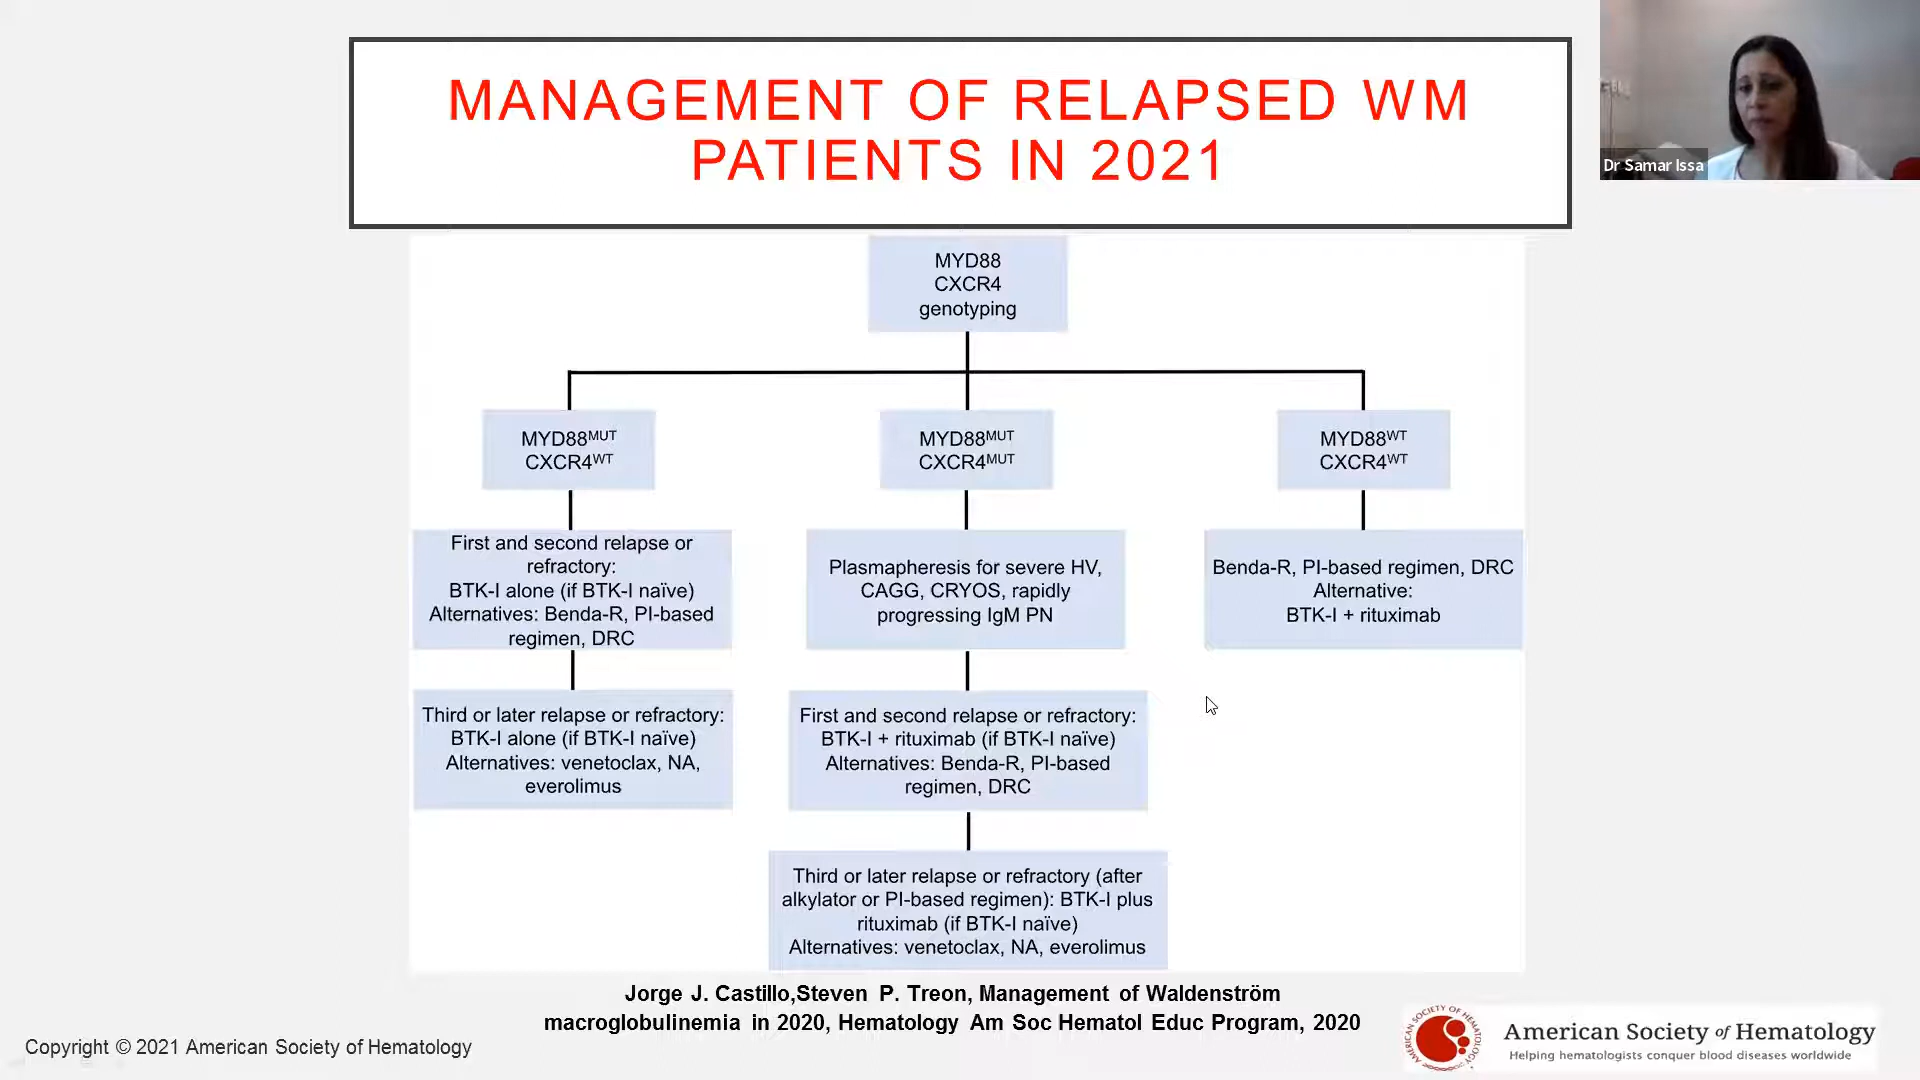 MANAGEMENT OF RELAPSED WM
PATIENTS IN 2021
Dr Samar Issa
MYD88
CXCR4
genotyping
MYD88ᴹᵁᵀ
CXCR4ᵂᵀ
MYD88ᴹᵁᵀ
CXCR4ᴹᵁᵀ
MYD88ᵂᵀ
CXCR4ᵂᵀ
First and second relapse or
refractory:
BTK-I alone (if BTK-I naïve)
Alternatives: Benda-R, PI-based
regimen, DRC
Plasmapheresis for severe HV,
CAGG, CRYOS, rapidly
progressing IgM PN
Benda-R, PI-based regimen, DRC
Alternative:
BTK-I + rituximab
Third or later relapse or refractory:
BTK-I alone (if BTK-I naïve)
Alternatives: venetoclax, NA,
everolimus
First and second relapse or refractory:
BTK-I + rituximab (if BTK-I naïve)
Alternatives: Benda-R, PI-based
regimen, DRC
Third or later relapse or refractory (after
alkylator or PI-based regimen): BTK-I plus
rituximab (if BTK-I naïve)
Alternatives: venetoclax, NA, everolimus
Jorge J. Castillo,Steven P. Treon, Management of Waldenström
macroglobulinemia in 2020, Hematology Am Soc Hematol Educ Program, 2020
Copyright © 2021 American Society of Hematology
AMERICAN SOCIETY OF HEMATOLOGY
American Society of Hematology
Helping hematologists conquer blood diseases worldwide